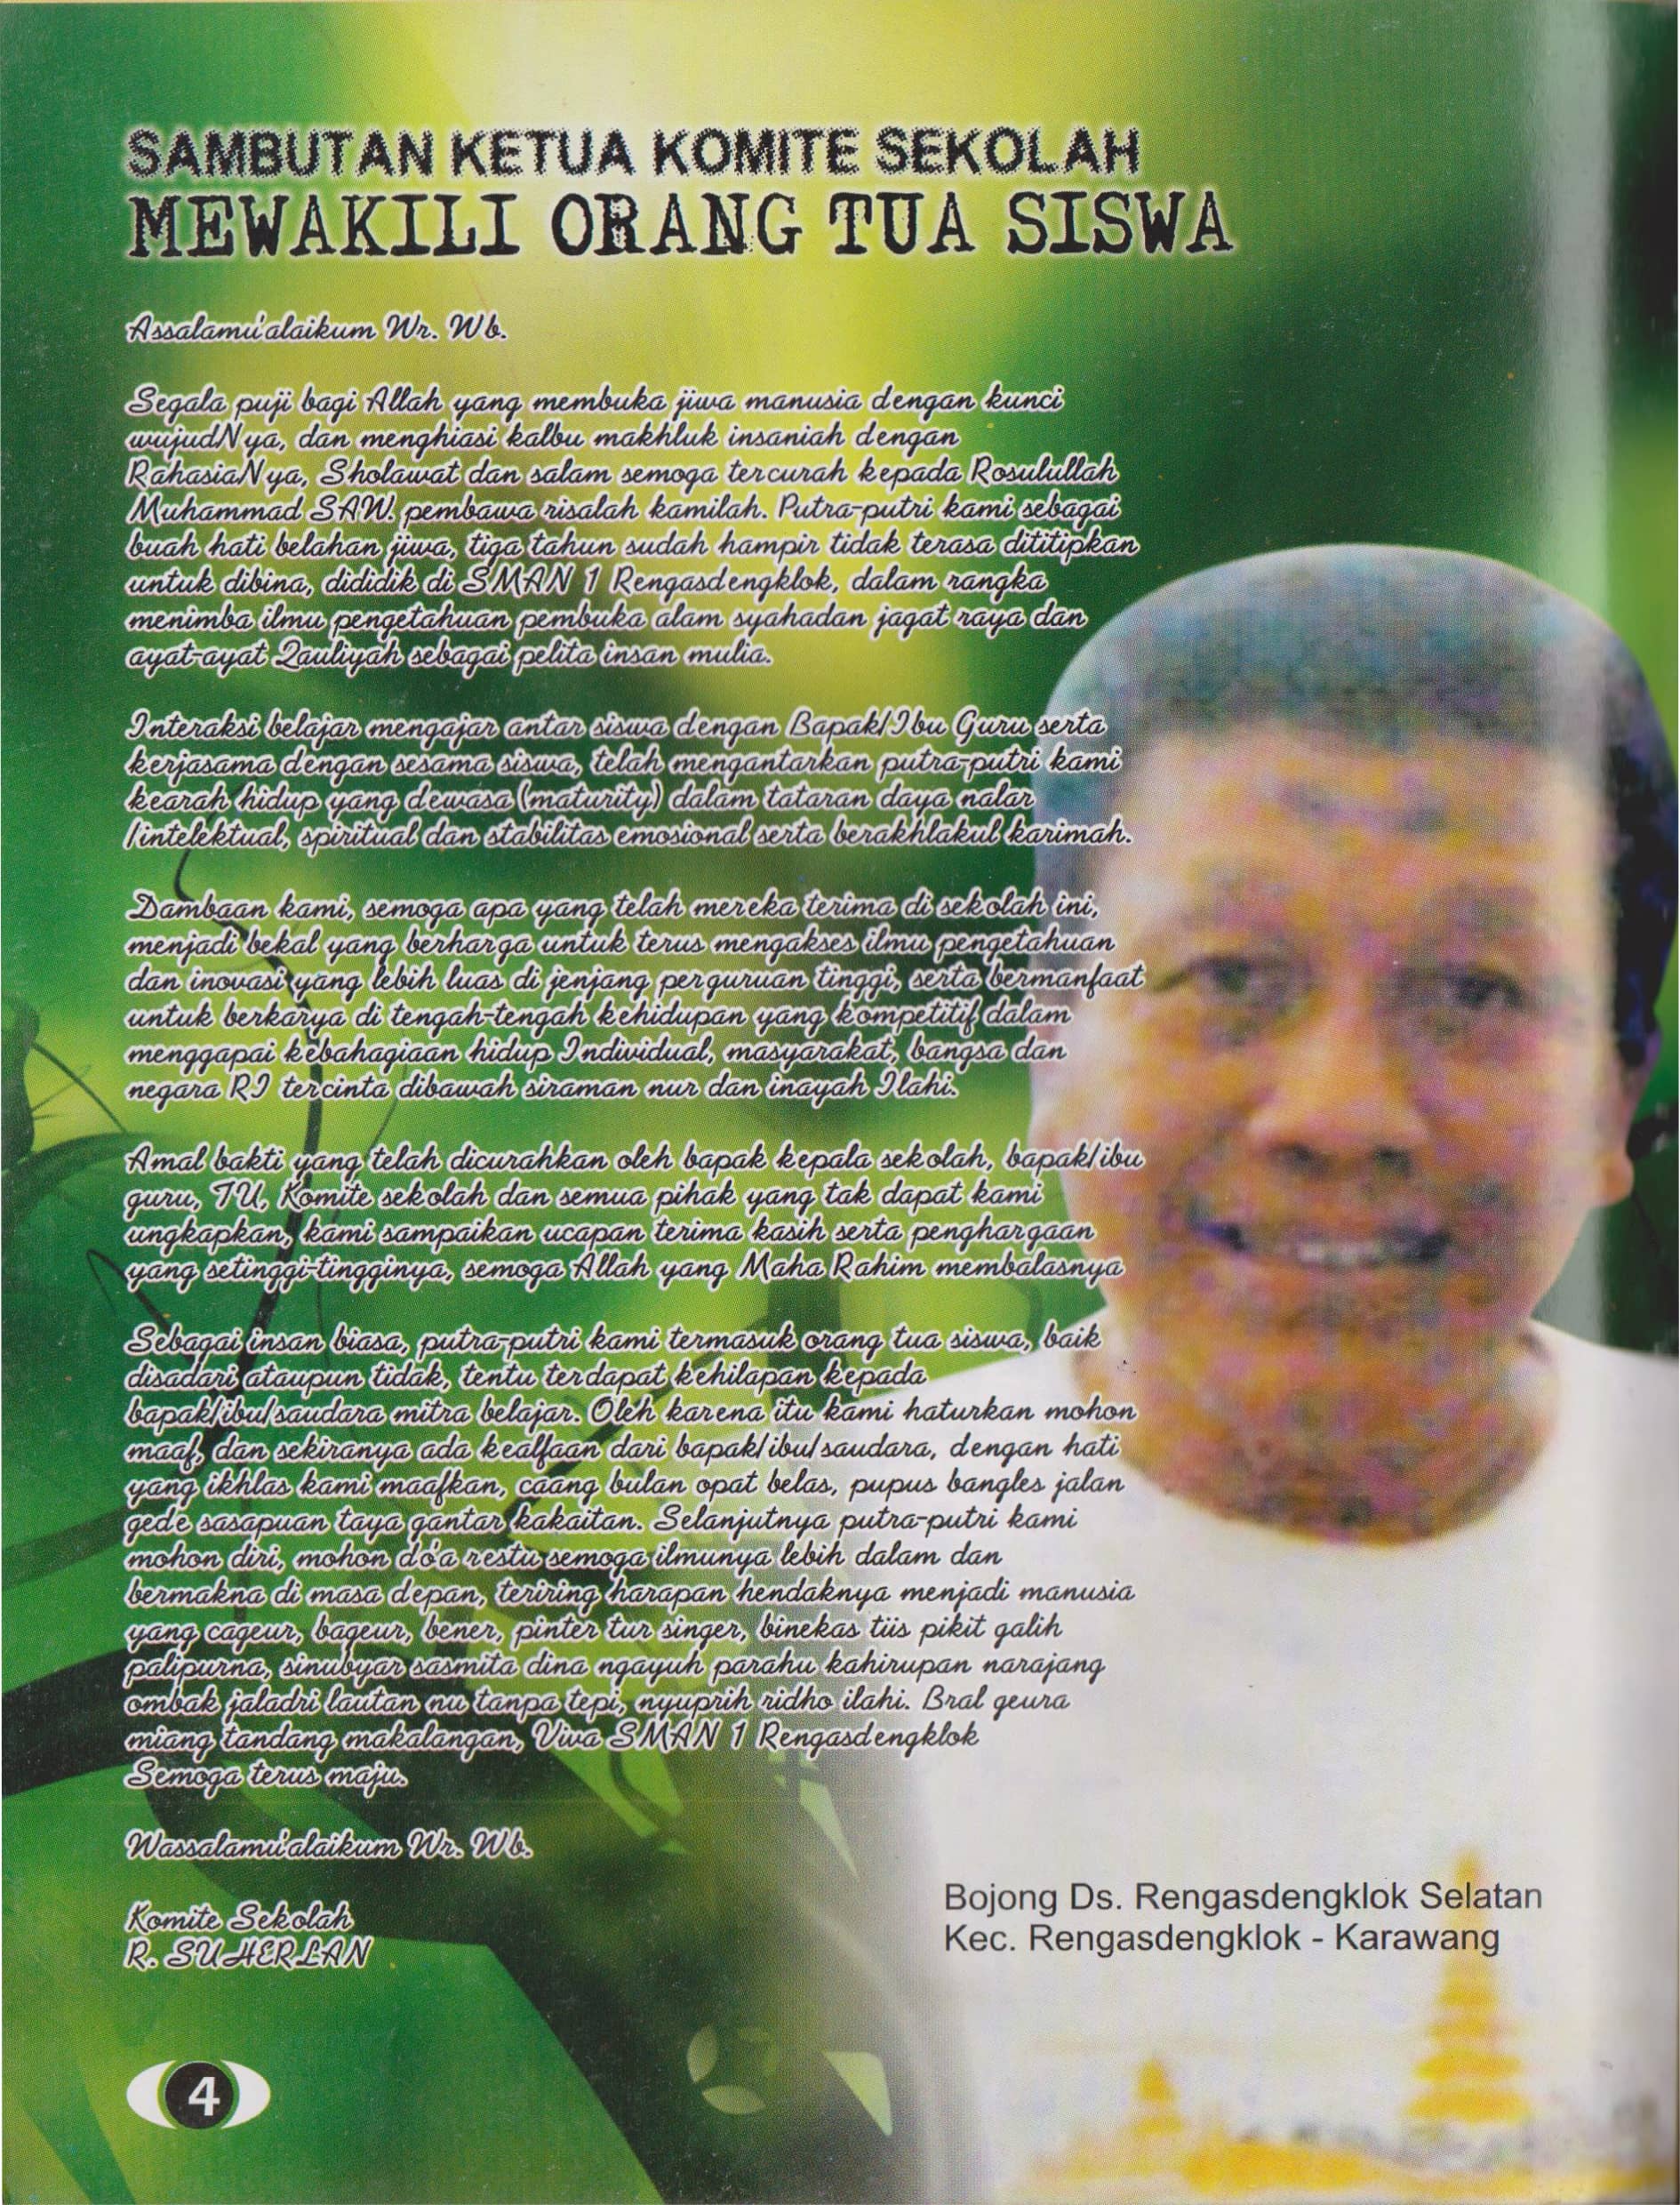 SAMBUTAN KETUA KOMITE SEKOLAH
MEWAKILI ORANG TUA SISWA
Assalamu'alaikum Wr. Wb.
Segala puji bagi Allah yang membuka jiwa manusia dengan kunci
wujudNya, dan menghiasi kalbu makhluk insaniah dengan
RahasiaNya, Sholawat dan salam semoga tercurah kepada Rosulullah
Muhammad SAW. pembawa risalah kamilah. Putra-putri kami sebagai
buah hati belahan jiwa, tiga tahun sudah hampir tidak terasa dititipkan
untuk dibina, dididik di SMAN 1 Rengasdengklok, dalam rangka
menimba ilmu pengetahuan pembuka alam syahadan jagat raya dan
ayat-ayat Qauliyah sebagai pelita insan mulia.
Interaksi belajar mengajar antar siswa dengan Bapak/Ibu Guru serta
kerjasama dengan sesama siswa, telah mengantarkan putra-putri kami
kearah hidup yang dewasa (maturity) dalam tataran daya nalar
/intelektual, spiritual dan stabilitas emosional serta berakhlakul karimah.
Dambaan kami, semoga apa yang telah mereka terima di sekolah ini,
menjadi bekal yang berharga untuk terus mengakses ilmu pengetahuan
dan inovasi yang lebih luas di jenjang perguruan tinggi, serta bermanfaat
untuk berkarya di tengah-tengah kehidupan yang kompetitif dalam
menggapai kebahagiaan hidup Individual, masyarakat, bangsa dan
negara RI tercinta dibawah siraman nur dan inayah Ilahi.
Amal bakti yang telah dicurahkan oleh bapak kepala sekolah, bapak/ibu
guru, TU, Komite sekolah dan semua pihak yang tak dapat kami
ungkapkan, kami sampaikan ucapan terima kasih serta penghargaan
yang setinggi-tingginya, semoga Allah yang Maha Rahim membalasnya
Sebagai insan biasa, putra-putri kami termasuk orang tua siswa, baik
disadari ataupun tidak, tentu terdapat kehilapan kepada
bapak/ibu/saudara mitra belajar. Oleh karena itu kami haturkan mohon
maaf, dan sekiranya ada kealfaan dari bapak/ibu/saudara, dengan hati
yang ikhlas kami maafkan, caang bulan opat belas, pupus bangles jalan
gede sasapuan taya gantar kakaitan. Selanjutnya putra-putri kami
mohon diri, mohon do'a restu semoga ilmunya lebih dalam dan
bermakna di masa depan, teriring harapan hendaknya menjadi manusia
yang cageur, bageur, bener, pinter tur singer, binekas tiis pikit galih
palipurna, sinubyar sasmita dina ngayuh parahu kahirupan narajang
ombak jaladri lautan nu tanpa tepi, nyuprih ridho ilahi. Bral geura
miang tandang makalangan, Viva SMAN 1 Rengasdengklok
Semoga terus maju.
Wassalamu'alaikum Wr. Wb.
Komite Sekolah
R. SUHERLAN
Bojong Ds. Rengasdengklok Selatan
Kec. Rengasdengklok - Karawang
4